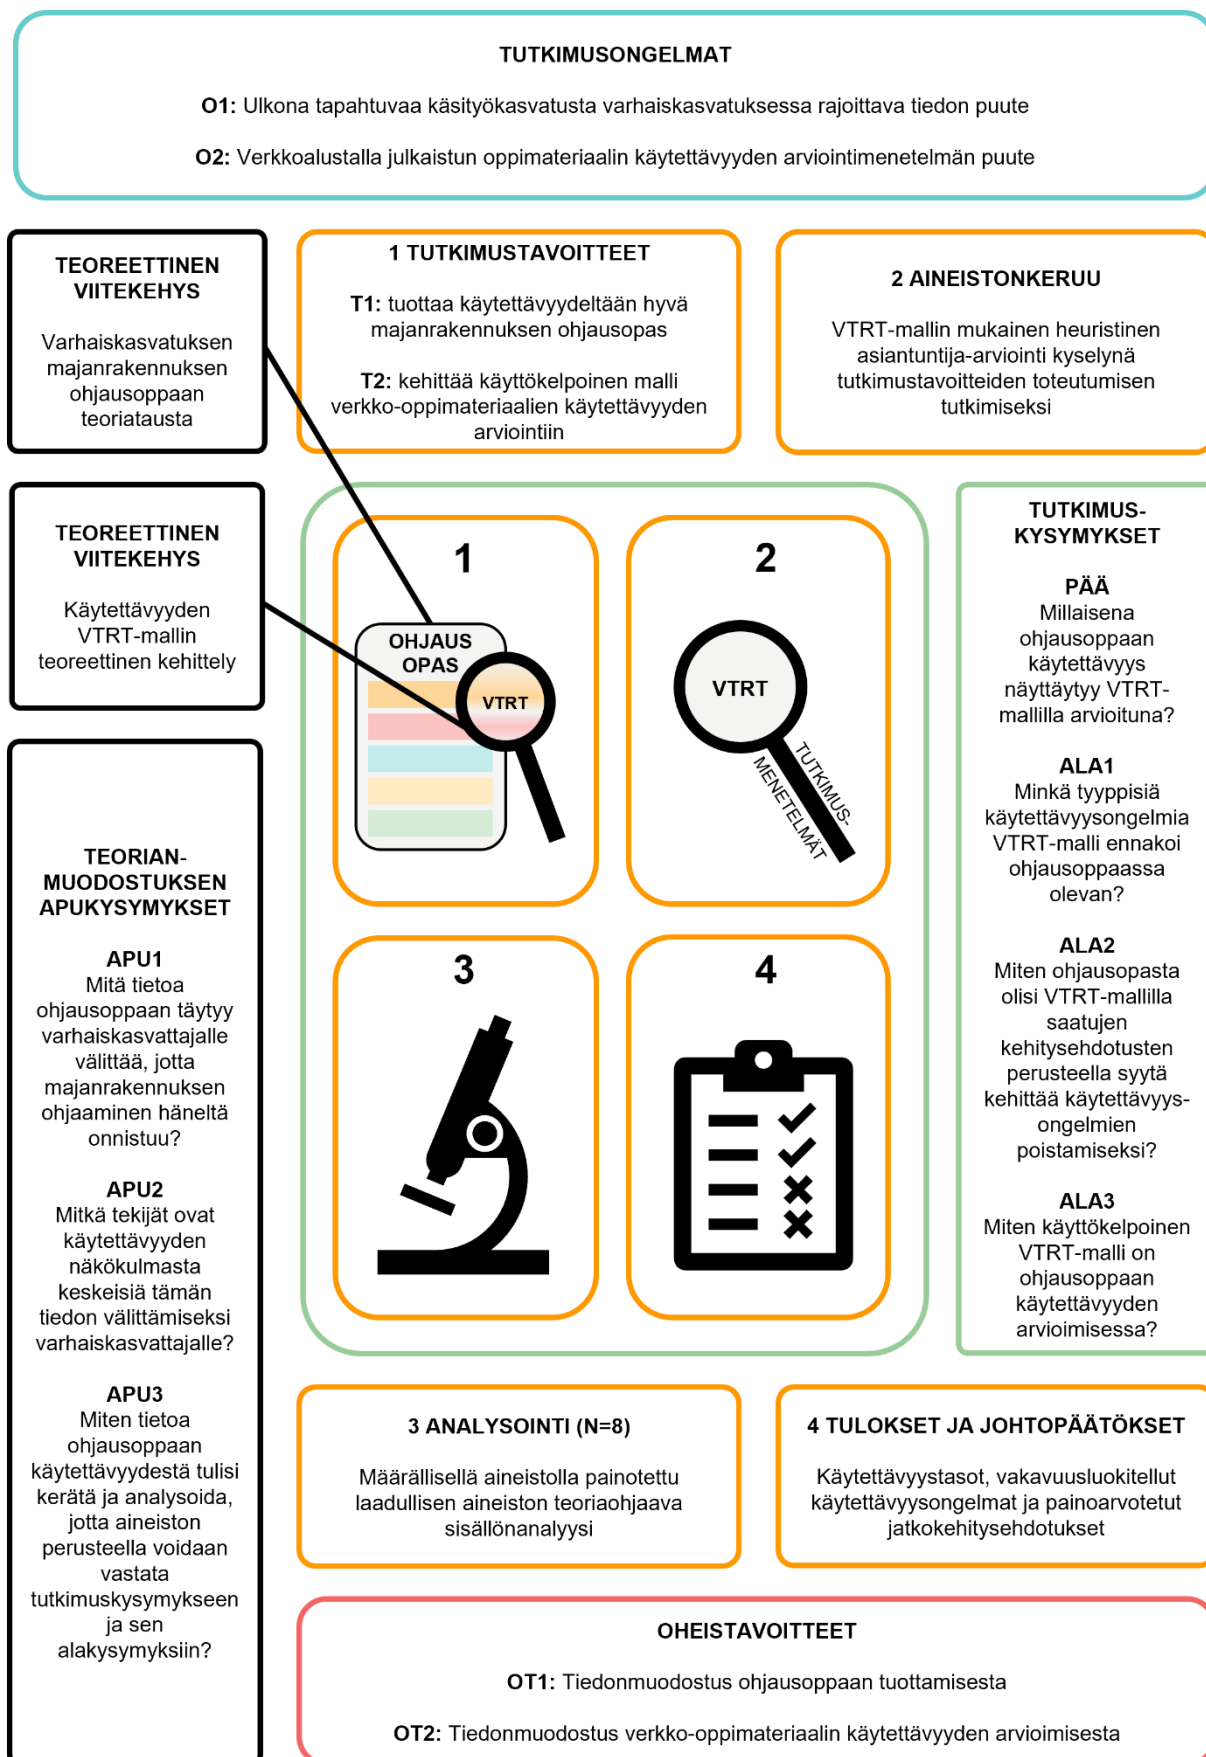 TUTKIMUSONGELMAT
O1: Ulkona tapahtuvaa käsityökasvatusta varhaiskasvatuksessa rajoittava tiedon puute
O2: Verkkoalustalla julkaistun oppimateriaalin käytettävyyden arviointimenetelmän puute
TEOREETTINEN
VIITEKEHYS
Varhaiskasvatuksen
majanrakennuksen
ohjausoppaan
teoriatausta
1 TUTKIMUSTAVOITTEET
T1: tuottaa käytettävyydeltään hyvä
majanrakennuksen ohjausopas
T2: kehittää käyttökelpoinen malli
verkko-oppimateriaalien käytettävyyden
arviointiin
2 AINEISTONKERUU
VTRT-mallin mukainen heuristinen
asiantuntija-arviointi kyselynä
tutkimustavoitteiden toteutumisen
tutkimiseksi
TEOREETTINEN
VIITEKEHYS
Käytettävyyden
VTRT-mallin
teoreettinen kehittely
1
OHJAUS
OPAS
VTRT
2
VTRT
TUTKIMUS-
MENETELMÄT
3
4
TUTKIMUS-
KYSYMYKSET
PÄÄ
Millaisena
ohjausoppaan
käytettävyys
näyttäytyy VTRT-
mallilla arvioituna?
ALA1
Minkä tyyppisiä
käytettävyysongelmia
VTRT-malli ennakoi
ohjausoppaassa
olevan?
ALA2
Miten ohjausopasta
olisi VTRT-mallilla
saatujen
kehitysehdotusten
perusteella syytä
kehittää käytettävyys-
ongelmien
poistamiseksi?
ALA3
Miten käyttökelpoinen
VTRT-malli on
ohjausoppaan
käytettävyyden
arvioimisessa?
TEORIAN-
MUODOSTUKSEN
APUKYSYMYKSET
APU1
Mitä tietoa
ohjausoppaan täytyy
varhaiskasvattajalle
välittää, jotta
majanrakennuksen
ohjaaminen häneltä
onnistuu?
APU2
Mitkä tekijät ovat
käytettävyyden
näkökulmasta
keskeisiä tämän
tiedon välittämiseksi
varhaiskasvattajalle?
APU3
Miten tietoa
ohjausoppaan
käytettävyydestä tulisi
kerätä ja analysoida,
jotta aineiston
perusteella voidaan
vastata
tutkimuskysymykseen
ja sen
alakysymyksiin?
3 ANALYSOINTI (N=8)
Määrällisellä aineistolla painotettu
laadullisen aineiston teoriaohjaava
sisällönanalyysi
4 TULOKSET JA JOHTOPÄÄTÖKSET
Käytettävyystasot, vakavuusluokitellut
käytettävyysongelmat ja painoarvotetut
jatkokehitysehdotukset
OHEISTAVOITTEET
OT1: Tiedonmuodostus ohjausoppaan tuottamisesta
OT2: Tiedonmuodostus verkko-oppimateriaalin käytettävyyden arvioimisesta